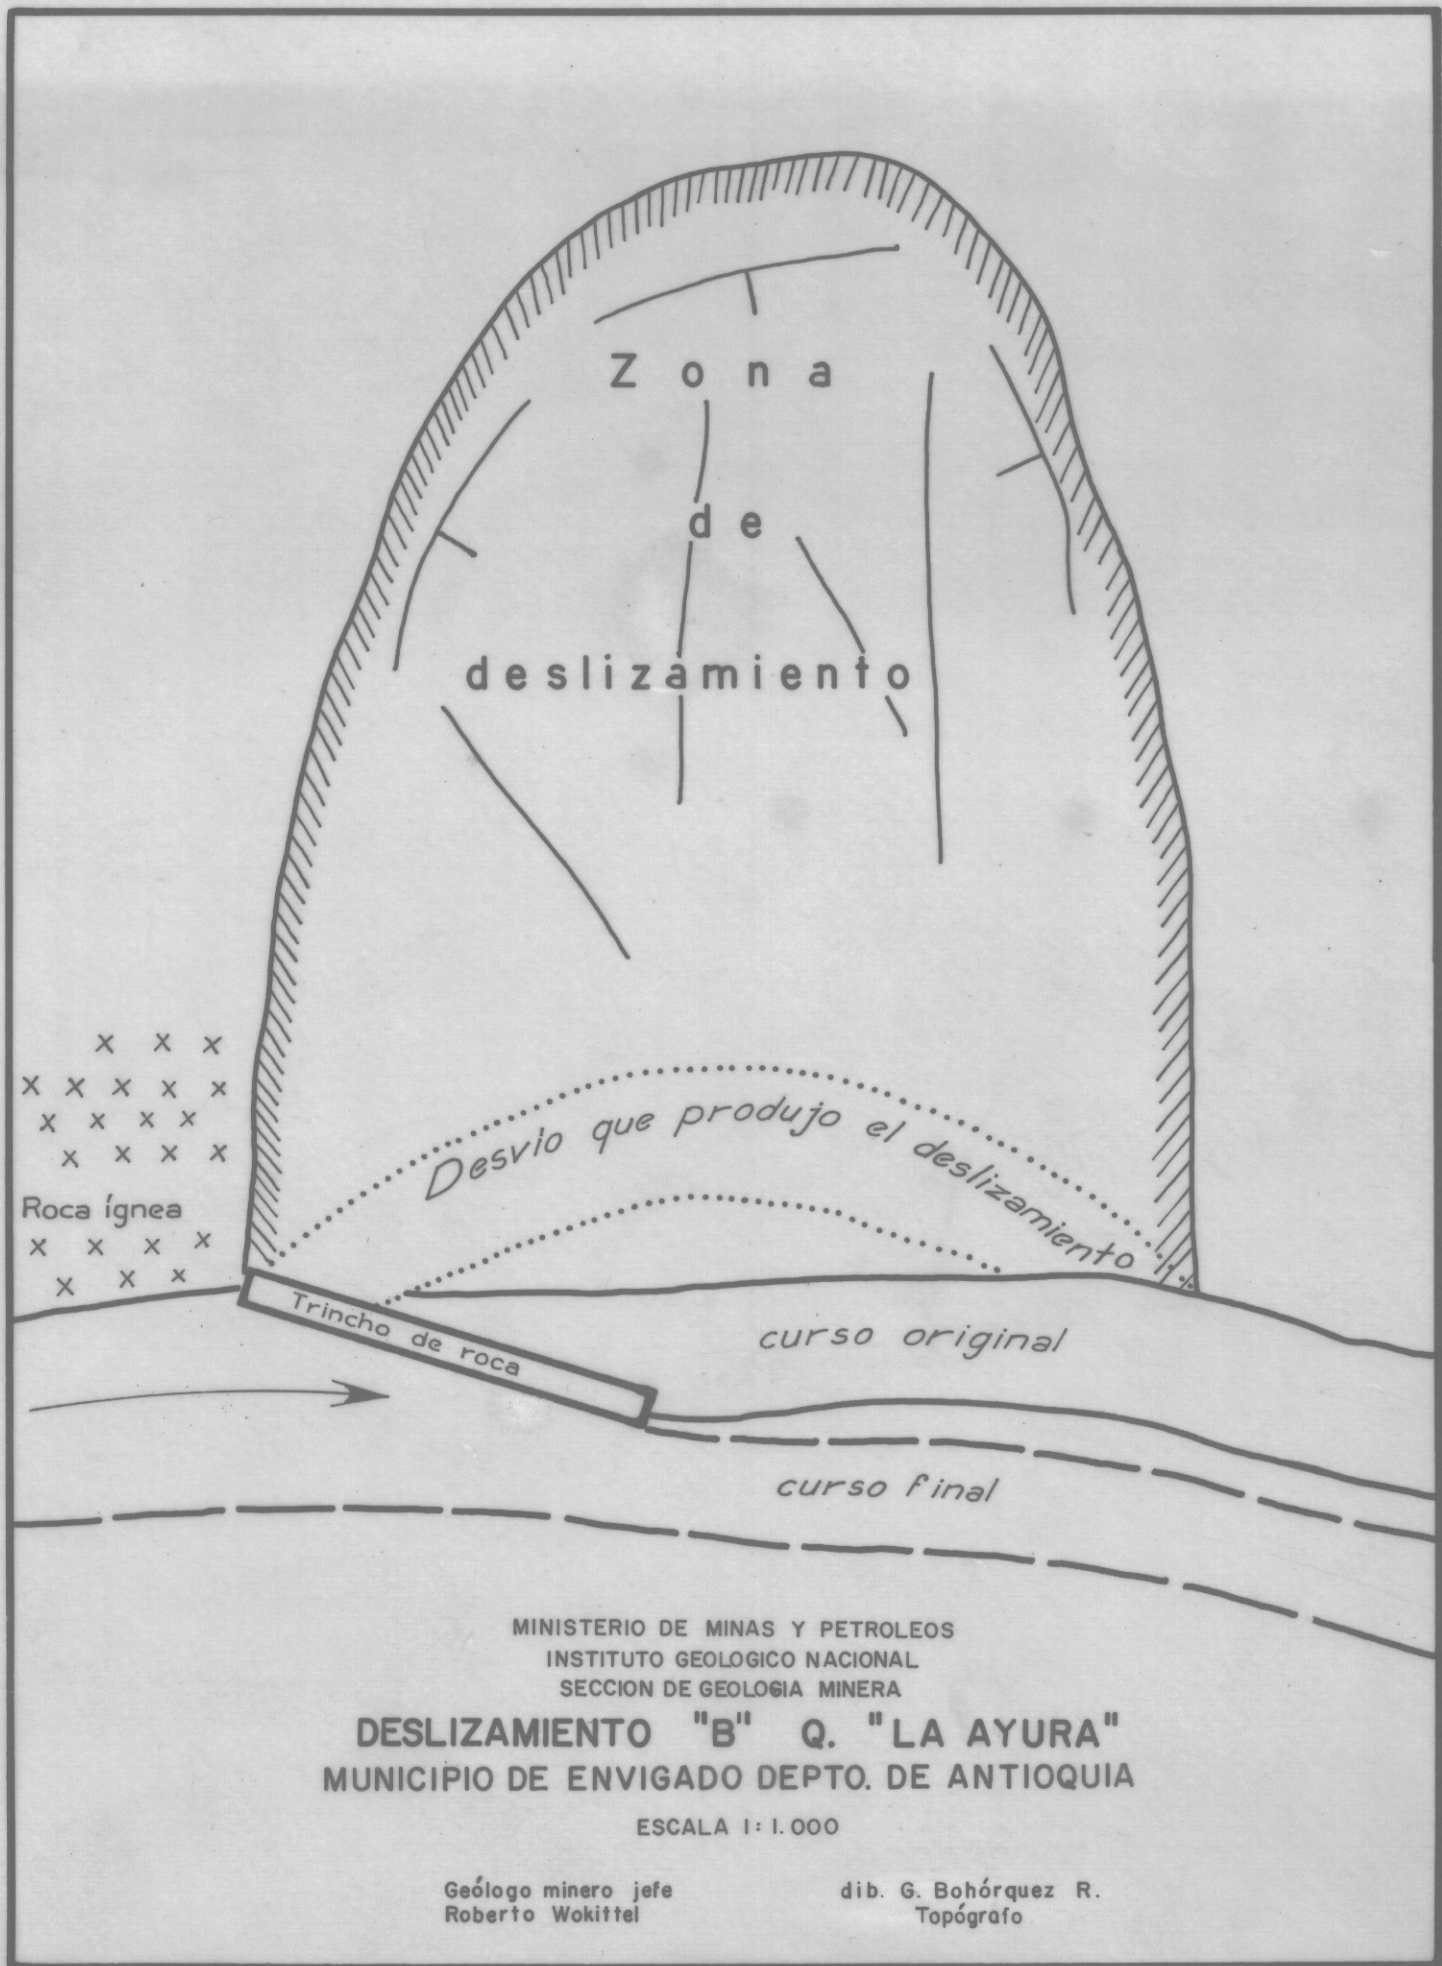 Zona
de
deslizamiento
Desvio que produjo el deslizamiento
Roca ígnea
Trincho de roca
curso original
curso final
MINISTERIO DE MINAS Y PETROLEOS
INSTITUTO GEOLOGICO NACIONAL
SECCION DE GEOLOGIA MINERA
DESLIZAMIENTO "B" Q. "LA AYURA"
MUNICIPIO DE ENVIGADO DEPTO. DE ANTIOQUIA
ESCALA 1:1.000
Geólogo minero jefe
Roberto Wokittel
dib. G. Bohórquez R.
Topógrafo